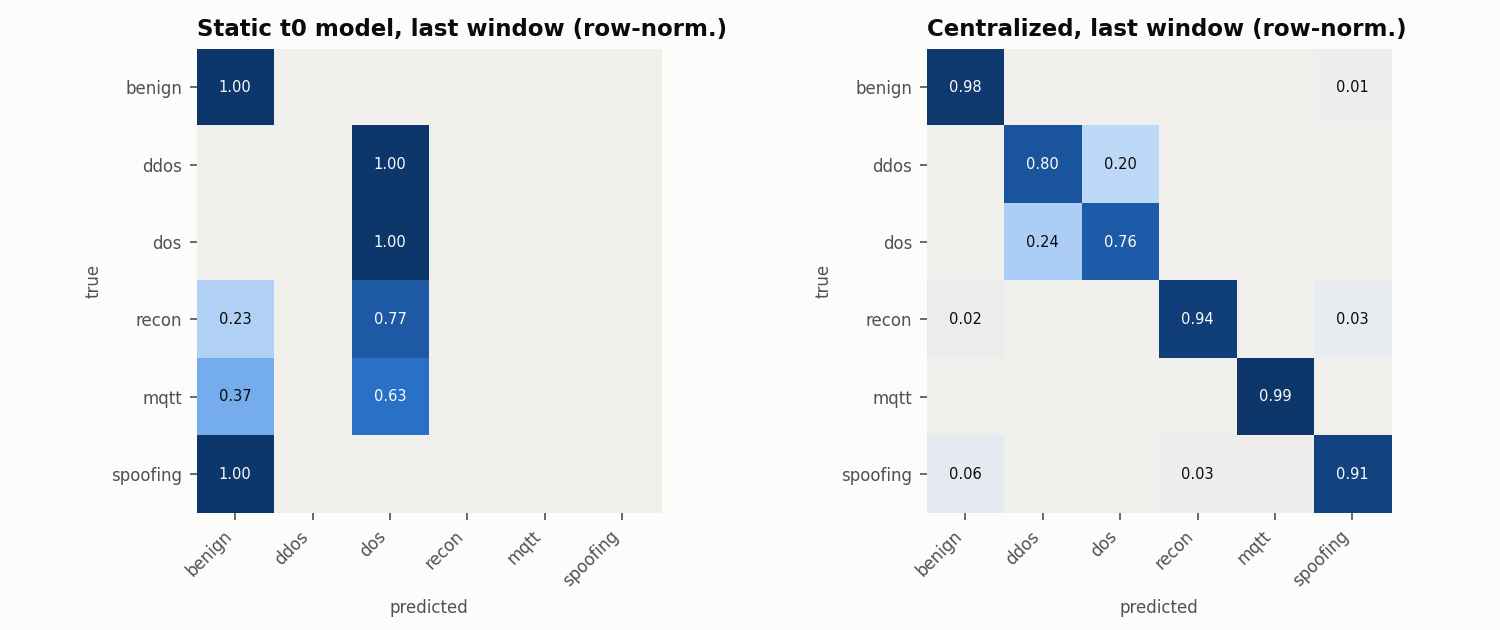 Static t0 model, last window (row-norm.)
true
benign 1.00
ddos 1.00
dos 1.00
recon 0.23 0.77
mqtt 0.37 0.63
spoofing 1.00
benign ddos dos recon mqtt spoofing
predicted
Centralized, last window (row-norm.)
true
benign 0.98 0.01
ddos 0.80 0.20
dos 0.24 0.76
recon 0.02 0.94 0.03
mqtt 0.99
spoofing 0.06 0.03 0.91
benign ddos dos recon mqtt spoofing
predicted